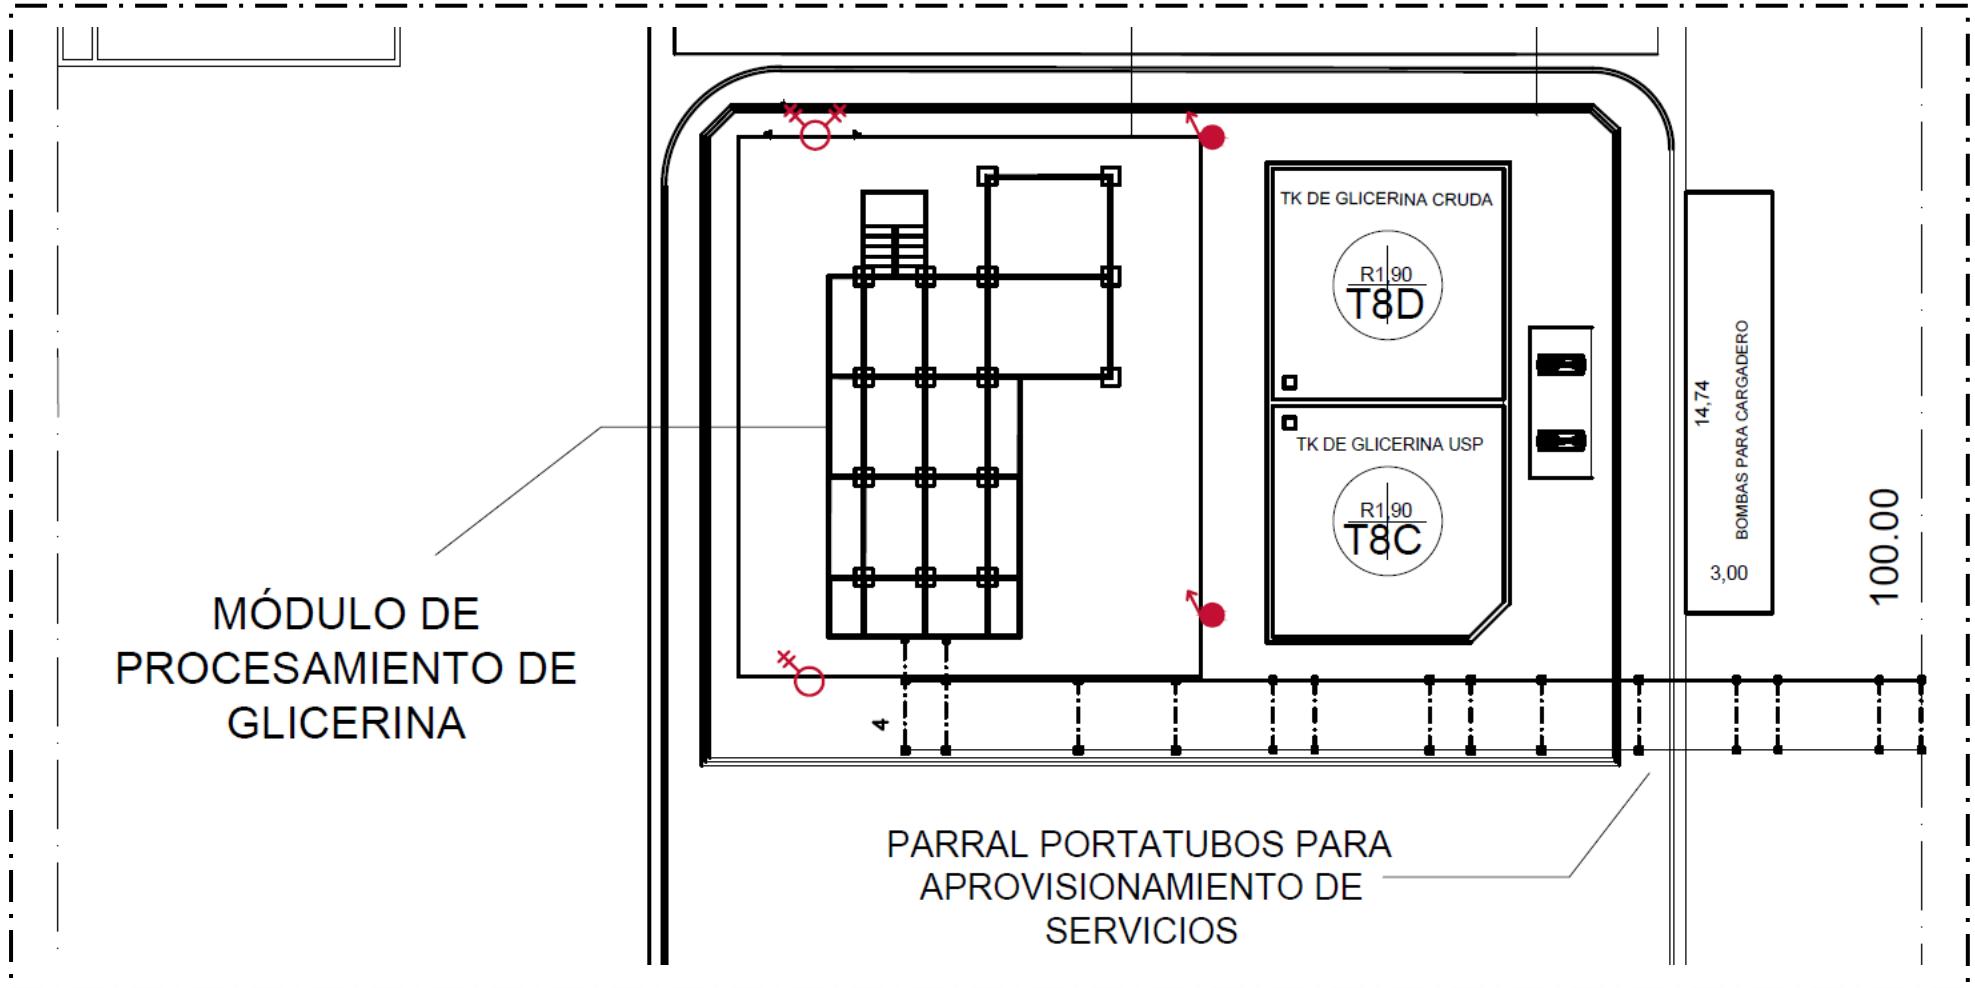 TK DE GLICERINA CRUDA
R1,90
T8D
TK DE GLICERINA USP
R1,90
T8C
14,74
BOMBAS PARA CARGADERO
3,00
100.00
MÓDULO DE
PROCESAMIENTO DE
GLICERINA
4
PARRAL PORTATUBOS PARA
APROVISIONAMIENTO DE
SERVICIOS